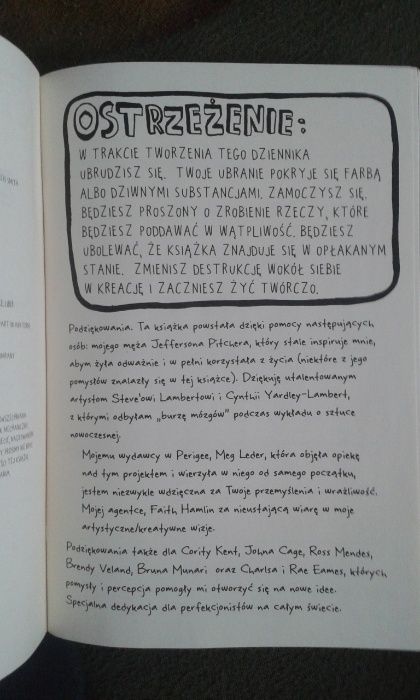 OSTRZEŻENIE:
W TRAKCIE TWORZENIA TEGO DZIENNIKA
UBRUDZISZ SIĘ. TWOJE UBRANIE POKRYJE SIĘ FARBĄ
ALBO DZIWNYMI SUBSTANCJAMI. ZAMOCZYSZ SIĘ.
BĘDZIESZ PROSZONY O ZROBIENIE RZECZY, KTÓRE
BĘDZIESZ PODDAWAĆ W WĄTPLIWOŚĆ. BĘDZIESZ
UBOLEWAĆ, ŻE KSIĄŻKA ZNAJDUJE SIĘ W OPŁAKANYM
STANIE. ZMIENISZ DESTRUKCJĘ WOKÓŁ SIEBIE
W KREACJĘ I ZACZNIESZ ŻYĆ TWÓRCZO.
Podziękowania. Ta książka powstała dzięki pomocy następujących
osób: mojego męża Jeffersona Pitchera, który stale inspiruje mnie,
abym żyła odważnie i w pełni korzystała z życia (niektóre z jego
pomysłów znalazły się w tej książce). Dziękuję utalentowanym
artystom Steve'owi Lambertowi i Cynthii Yardley-Lambert,
z którymi odbyłam „burzę mózgów" podczas wykładu o sztuce
nowoczesnej.
Mojemu wydawcy w Perigee, Meg Leder, która objęła opiekę
nad tym projektem i wierzyła w niego od samego początku,
jestem niezwykle wdzięczna za Twoje przemyślenia i wrażliwość.
Mojej agentce, Faith Hamlin za nieustającą wiarę w moje
artystyczne/kreatywne wizje.
Podziękowania także dla Cority Kent, Johna Cage, Ross Mendes,
Brendy Veland, Bruna Munari oraz Charlsa i Rae Eames, których
pomysły i percepcja pomogły mi otworzyć się na nowe idee.
Specjalna dedykacja dla perfekcjonistów na całym świecie.